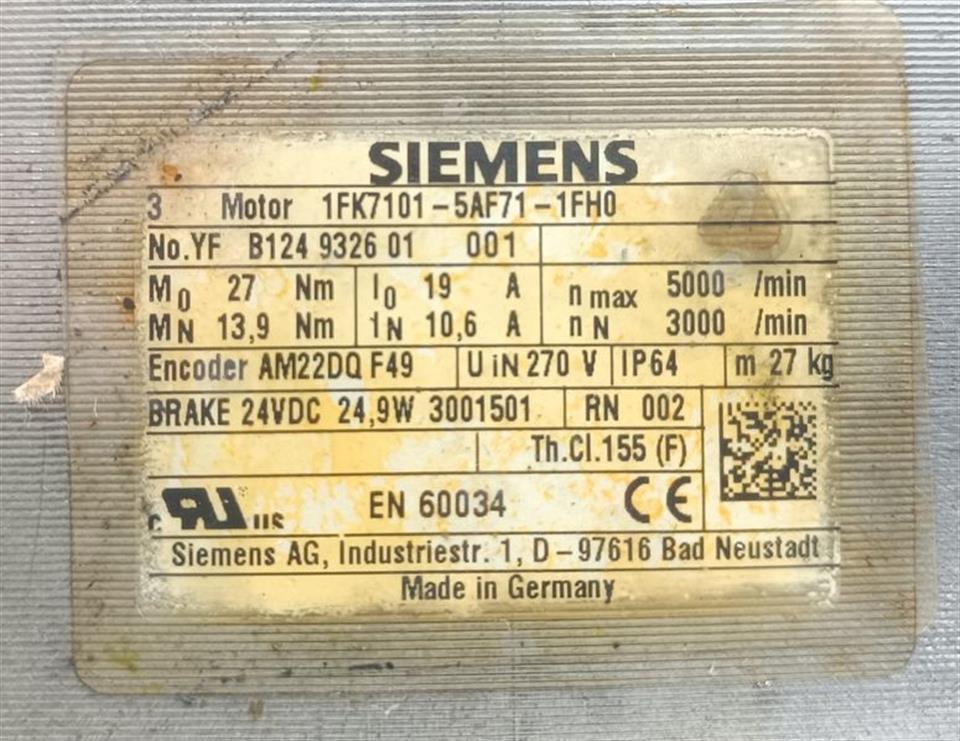 SIEMENS
3 Motor 1FK7101-5AF71-1FH0
No.YF B124 9326 01 001
M0 27 Nm I0 19 A n max 5000 /min
MN 13,9 Nm IN 10,6 A n N 3000 /min
Encoder AM22DQ F49 U iN 270 V IP64 m 27 kg
BRAKE 24VDC 24,9W 3001501 RN 002
Th.Cl.155 (F)
c RU US EN 60034 CE
Siemens AG, Industriestr. 1, D-97616 Bad Neustadt
Made in Germany